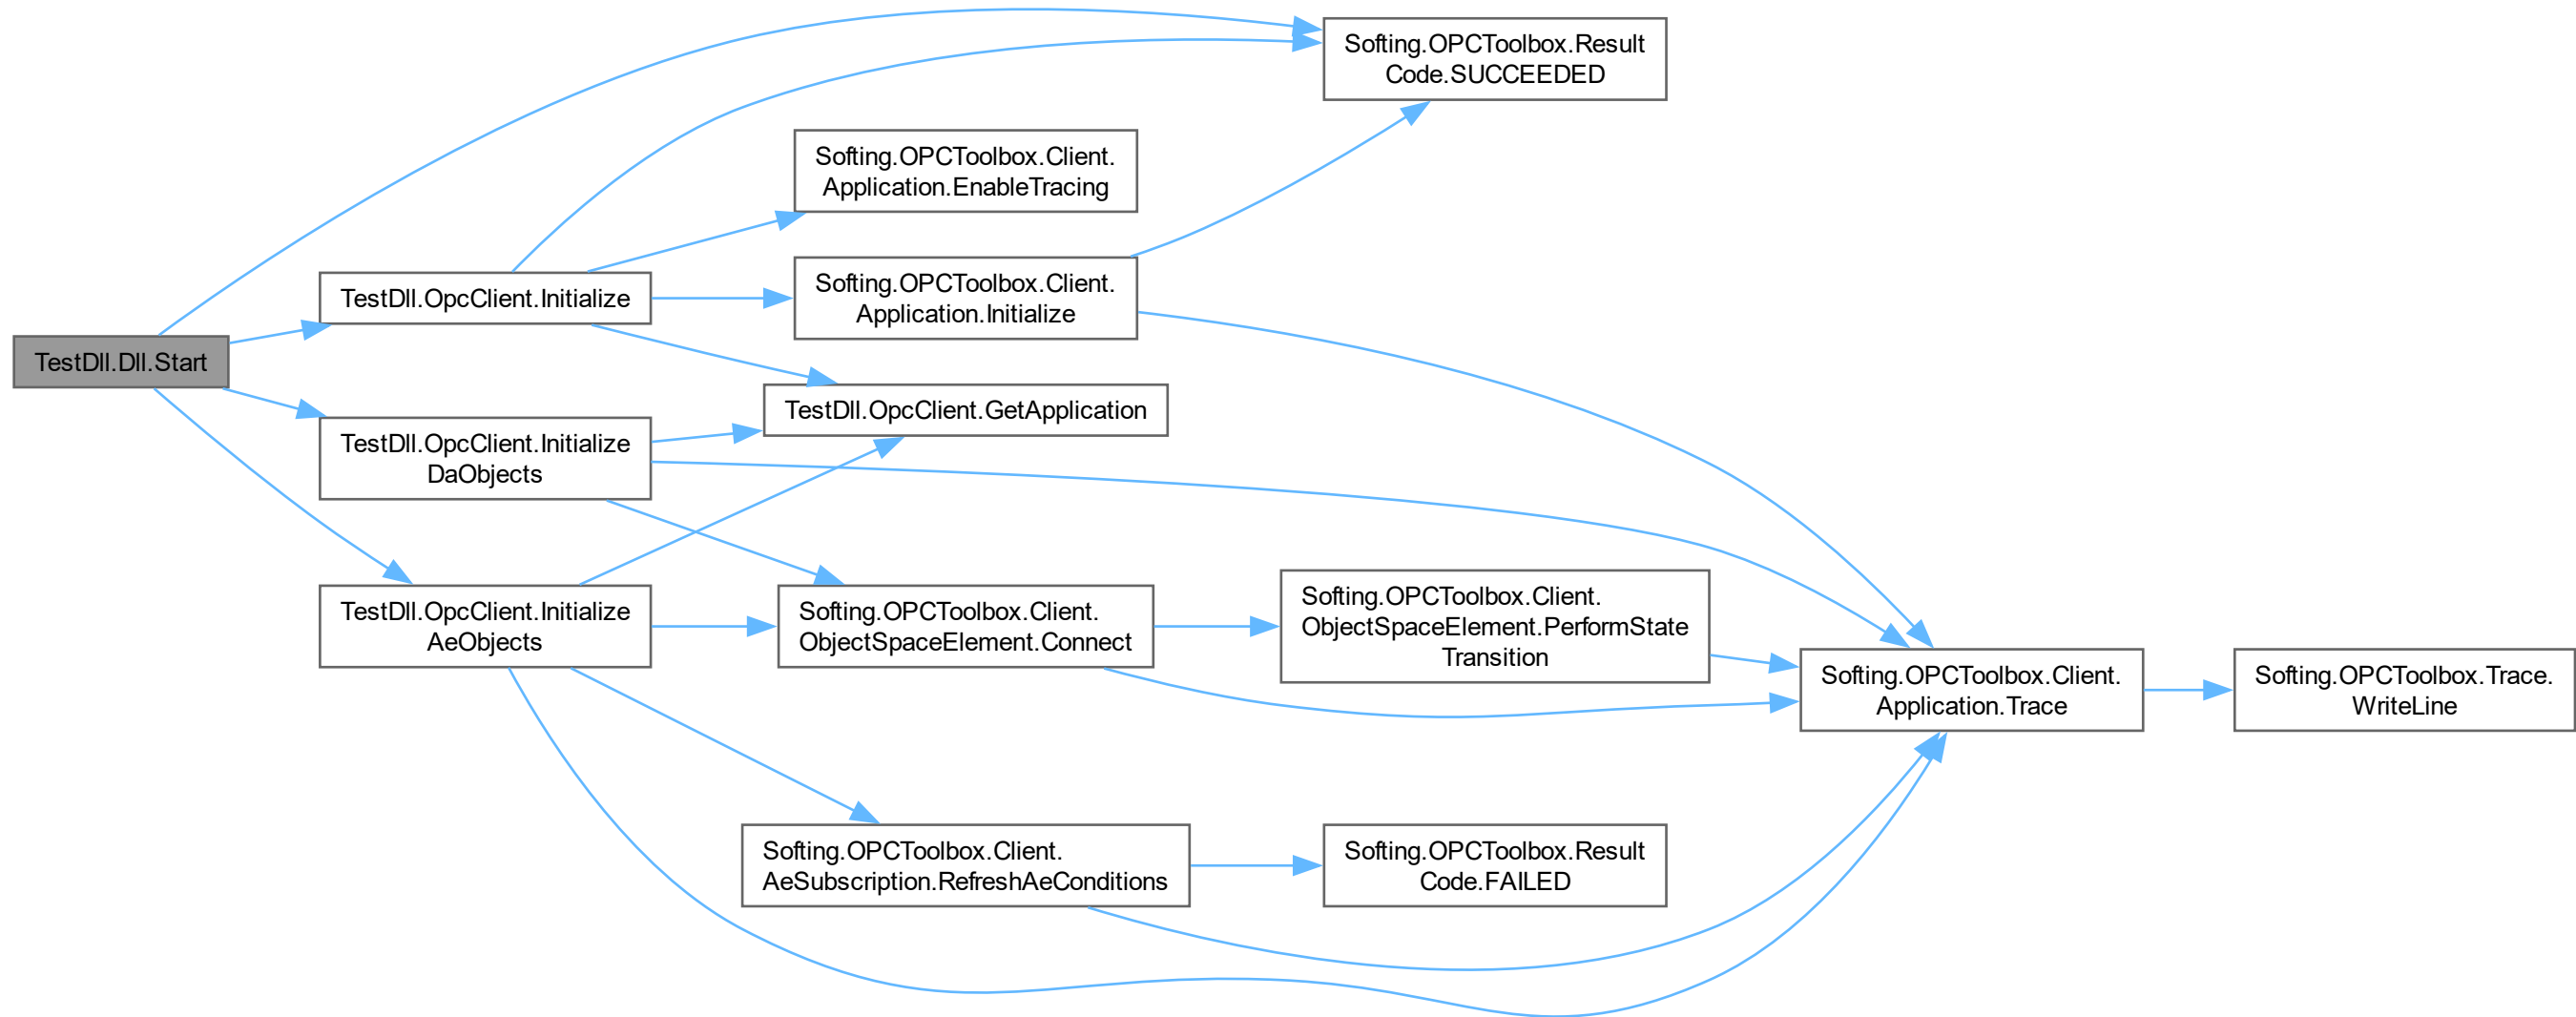 TestDll.Dll.Start
TestDll.OpcClient.Initialize
TestDll.OpcClient.Initialize
DaObjects
TestDll.OpcClient.Initialize
AeObjects
Softing.OPCToolbox.Client.
Application.EnableTracing
Softing.OPCToolbox.Client.
Application.Initialize
TestDll.OpcClient.GetApplication
Softing.OPCToolbox.Client.
ObjectSpaceElement.Connect
Softing.OPCToolbox.Client.
AeSubscription.RefreshAeConditions
Softing.OPCToolbox.Result
Code.SUCCEEDED
Softing.OPCToolbox.Client.
ObjectSpaceElement.PerformState
Transition
Softing.OPCToolbox.Result
Code.FAILED
Softing.OPCToolbox.Client.
Application.Trace
Softing.OPCToolbox.Trace.
WriteLine